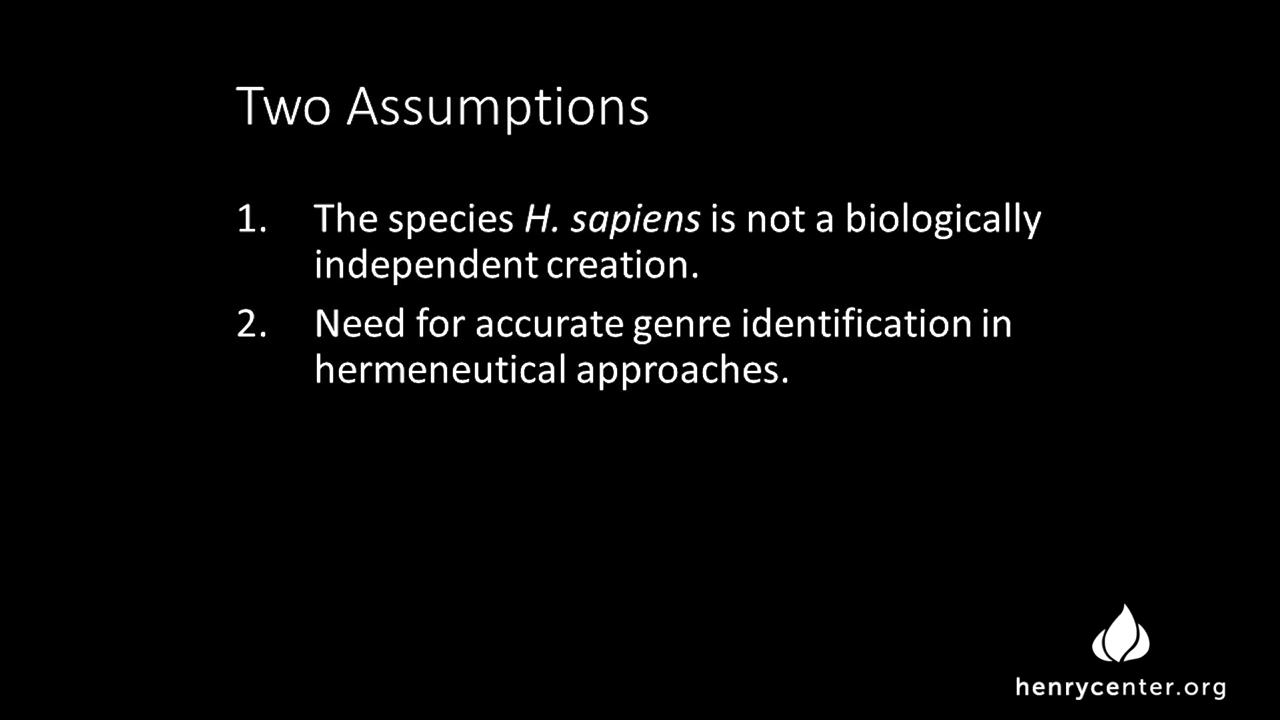 Two Assumptions
1. The species H. sapiens is not a biologically
independent creation.
2. Need for accurate genre identification in
hermeneutical approaches.
henrycenter.org